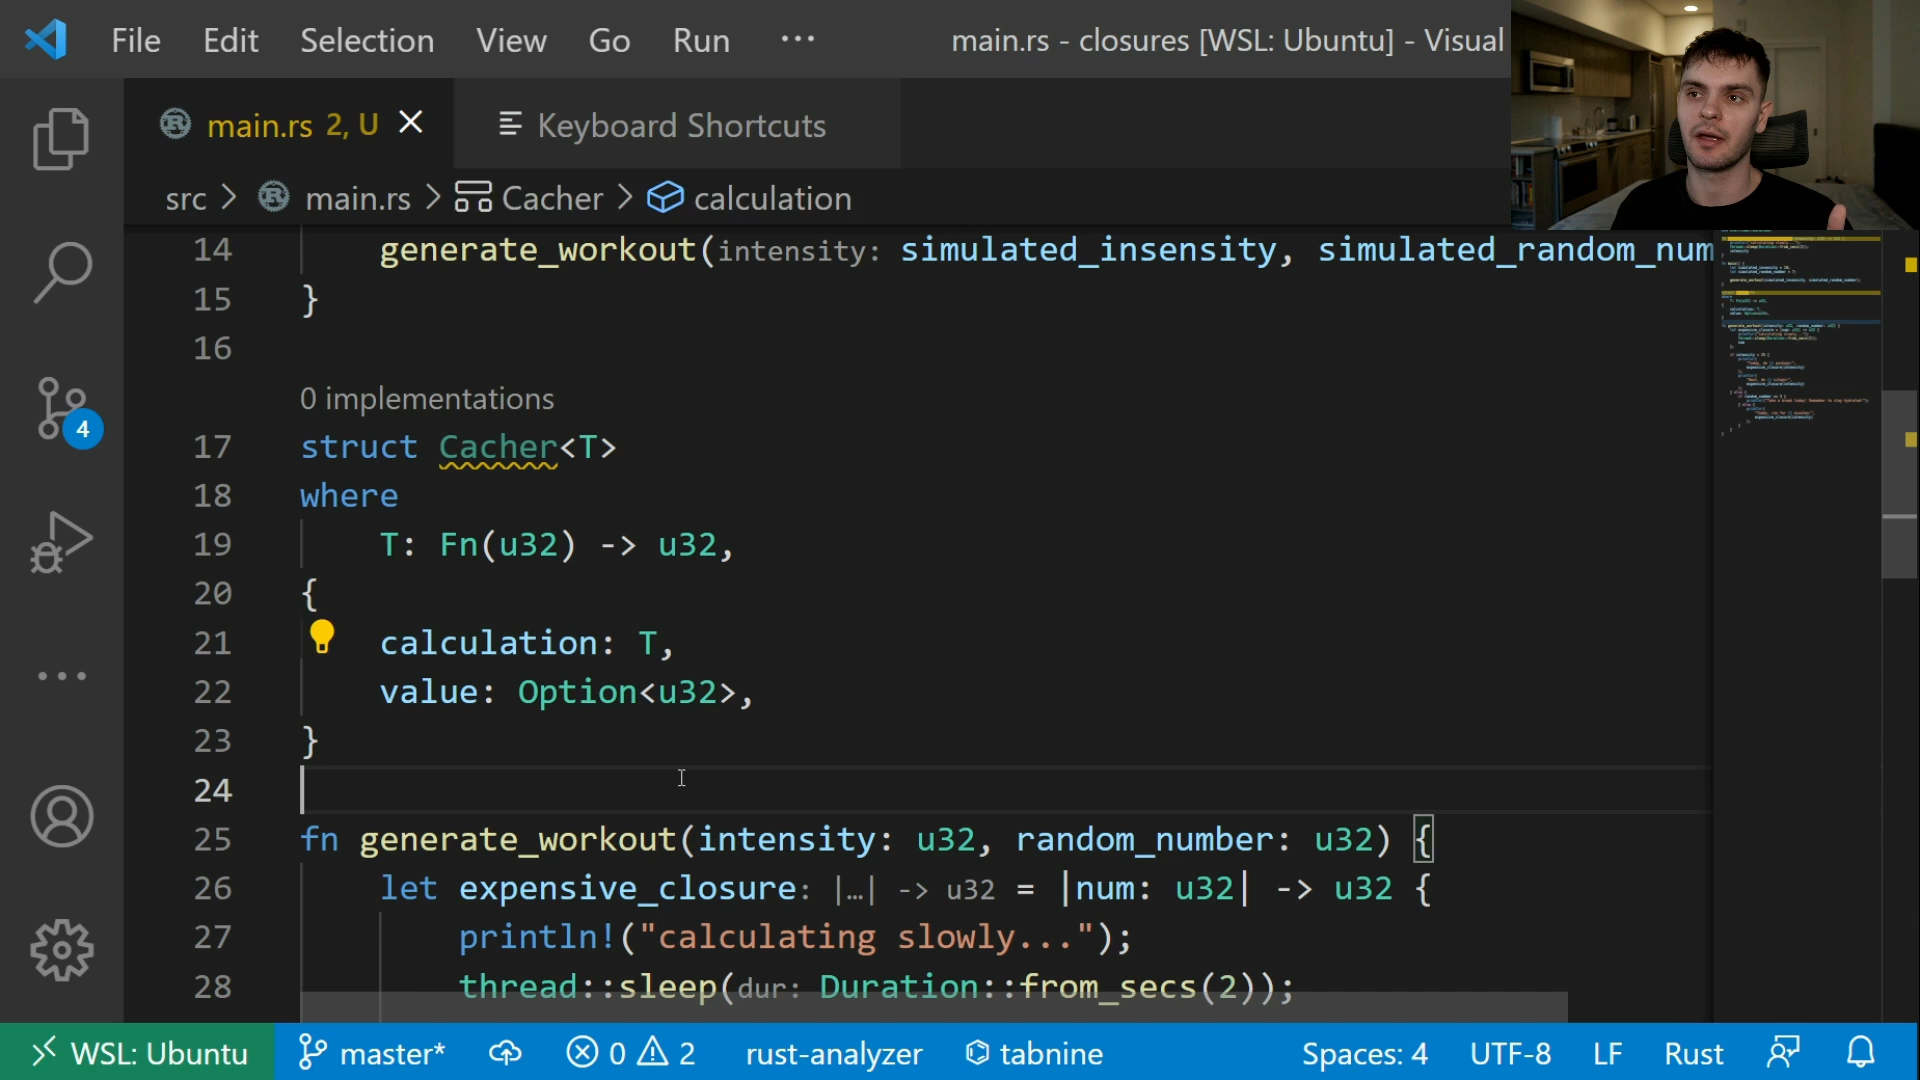 File Edit Selection View Go Run ··· main.rs - closures [WSL: Ubuntu] - Visual
main.rs 2, U Keyboard Shortcuts
src > main.rs > Cacher > calculation
14 generate_workout(intensity: simulated_insensity, simulated_random_num
15 }
16
0 implementations
17 struct Cacher<T>
18 where
19 T: Fn(u32) -> u32,
20 {
21 calculation: T,
22 value: Option<u32>,
23 }
24
25 fn generate_workout(intensity: u32, random_number: u32) {
26 let expensive_closure: |…| -> u32 = |num: u32| -> u32 {
27 println!("calculating slowly...");
28 thread::sleep(dur: Duration::from_secs(2));
4
WSL: Ubuntu master* 0 2 rust-analyzer tabnine Spaces: 4 UTF-8 LF Rust